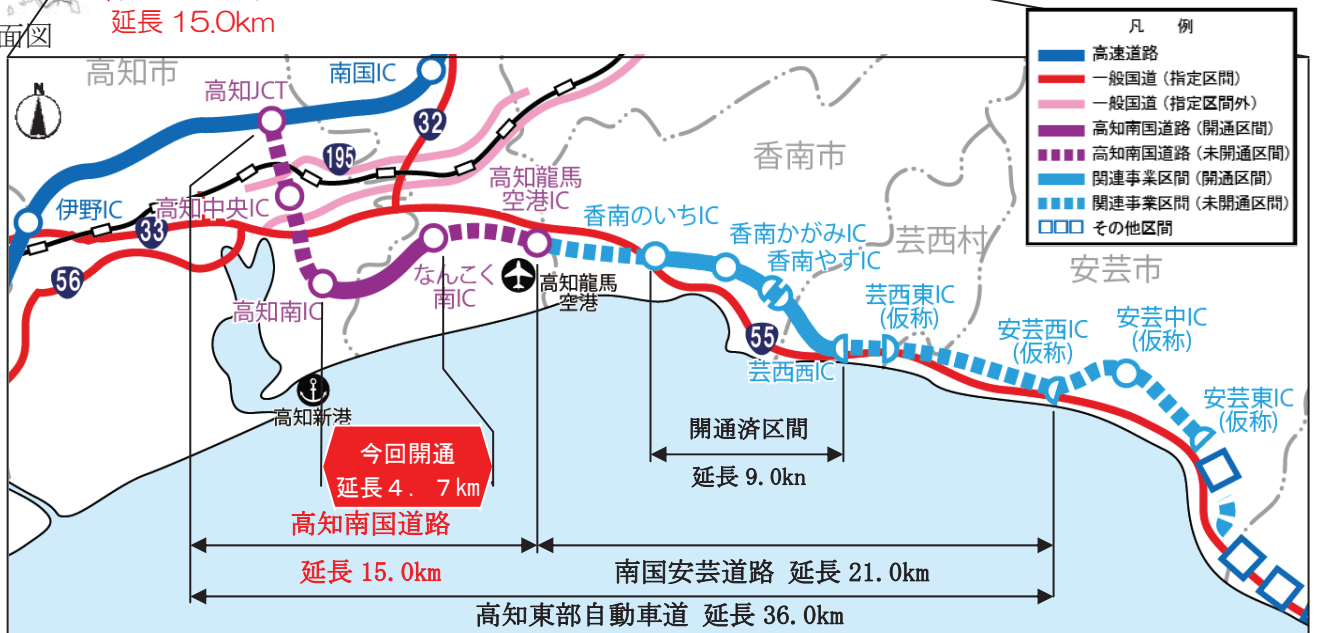 延長 15.0km
面図
凡 例
高速道路
一般国道（指定区間）
一般国道（指定区間外）
高知南国道路（開通区間）
高知南国道路（未開通区間）
関連事業区間（開通区間）
関連事業区間（未開通区間）
その他区間
N
高知市
南国IC
高知JCT
32
195
香南市
高知龍馬
空港IC
伊野IC
高知中央IC
33
香南のいちIC
香南かがみIC
香南やすIC
芸西村
安芸市
56
なんこく
南IC
高知龍馬
空港
高知南IC
芸西東IC
(仮称)
安芸西IC
(仮称)
安芸中IC
(仮称)
55
芸西西IC
安芸東IC
(仮称)
高知新港
開通済区間
延長 9.0kn
今回開通
延長４．７km
高知南国道路
延長 15.0km
南国安芸道路 延長 21.0km
高知東部自動車道 延長 36.0km